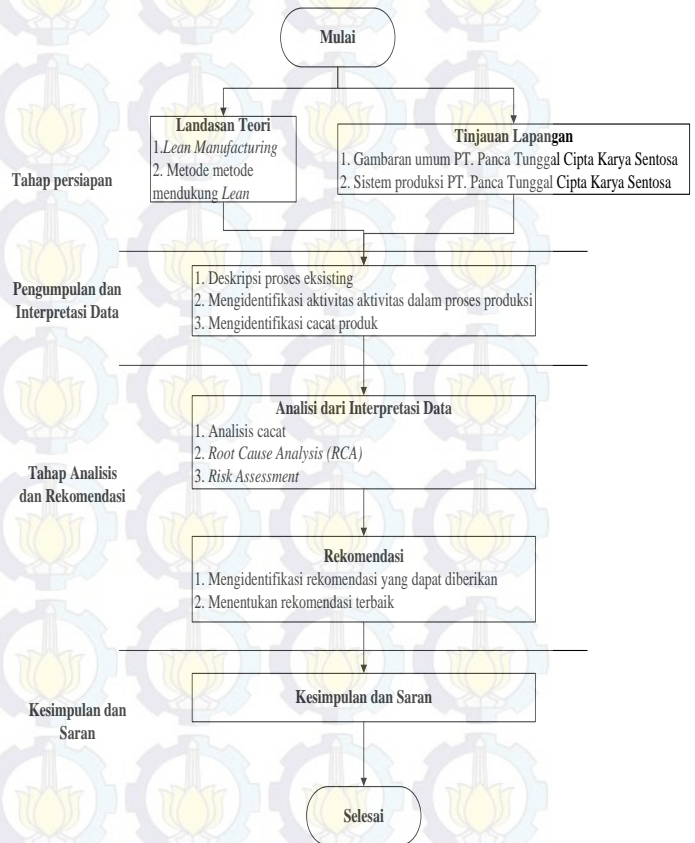 Mulai
Tahap persiapan
Landasan Teori
1.Lean Manufacturing
2. Metode metode
mendukung Lean
Tinjauan Lapangan
1. Gambaran umum PT. Panca Tunggal Cipta Karya Sentosa
2. Sistem produksi PT. Panca Tunggal Cipta Karya Sentosa
Pengumpulan dan
Interpretasi Data
1. Deskripsi proses eksisting
2. Mengidentifikasi aktivitas aktivitas dalam proses produksi
3. Mengidentifikasi cacat produk
Tahap Analisis
dan Rekomendasi
Analisi dari Interpretasi Data
1. Analisis cacat
2. Root Cause Analysis (RCA)
3. Risk Assessment
Rekomendasi
1. Mengidentifikasi rekomendasi yang dapat diberikan
2. Menentukan rekomendasi terbaik
Kesimpulan dan
Saran
Kesimpulan dan Saran
Selesai